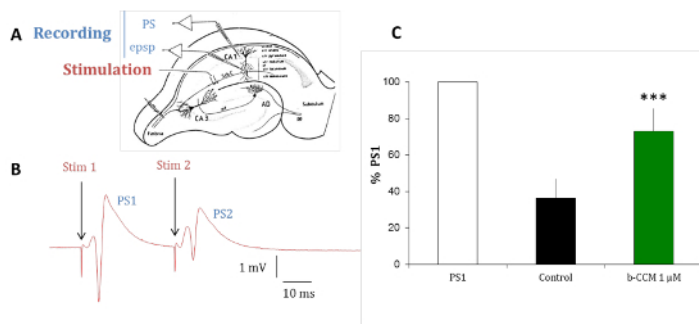 A
Recording
PS
epsp
Stimulation
CA 1
CA 3
AD
Subiculum
Fimbria
B
Stim 1
Stim 2
PS1
PS2
1 mV
10 ms
C
% PS1
100
80
60
40
20
0
***
PS1
Control
b-CCM 1 µM